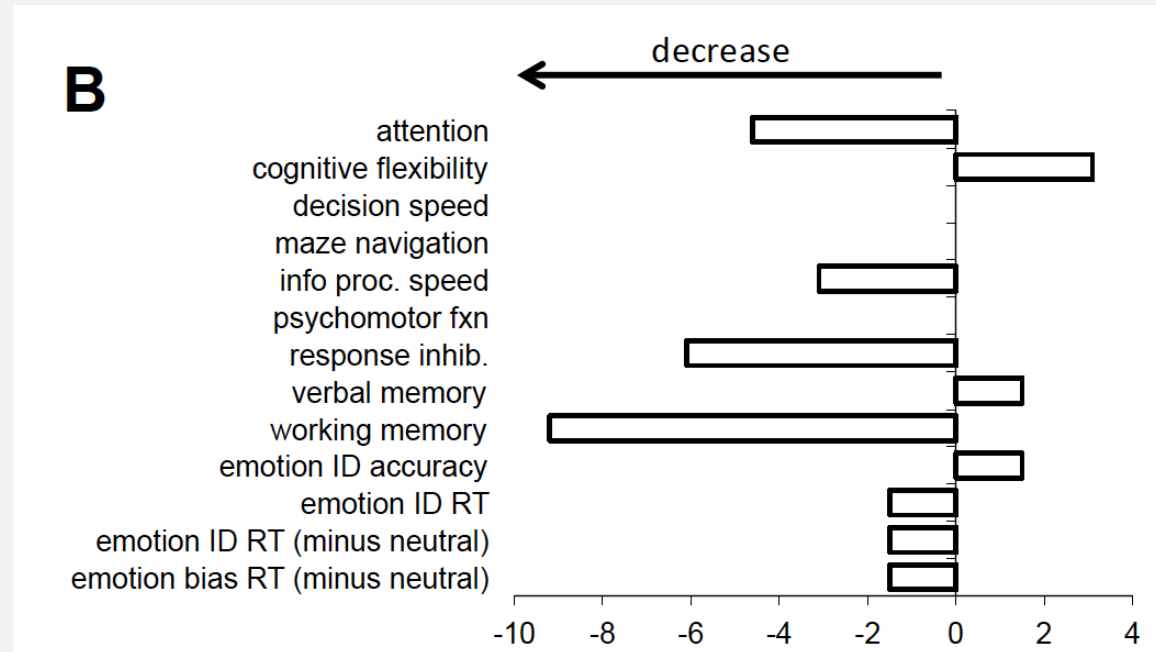 decrease
B
attention
cognitive flexibility
decision speed
maze navigation
info proc. speed
psychomotor fxn
response inhib.
verbal memory
working memory
emotion ID accuracy
emotion ID RT
emotion ID RT (minus neutral)
emotion bias RT (minus neutral)
-10 -8 -6 -4 -2 0 2 4